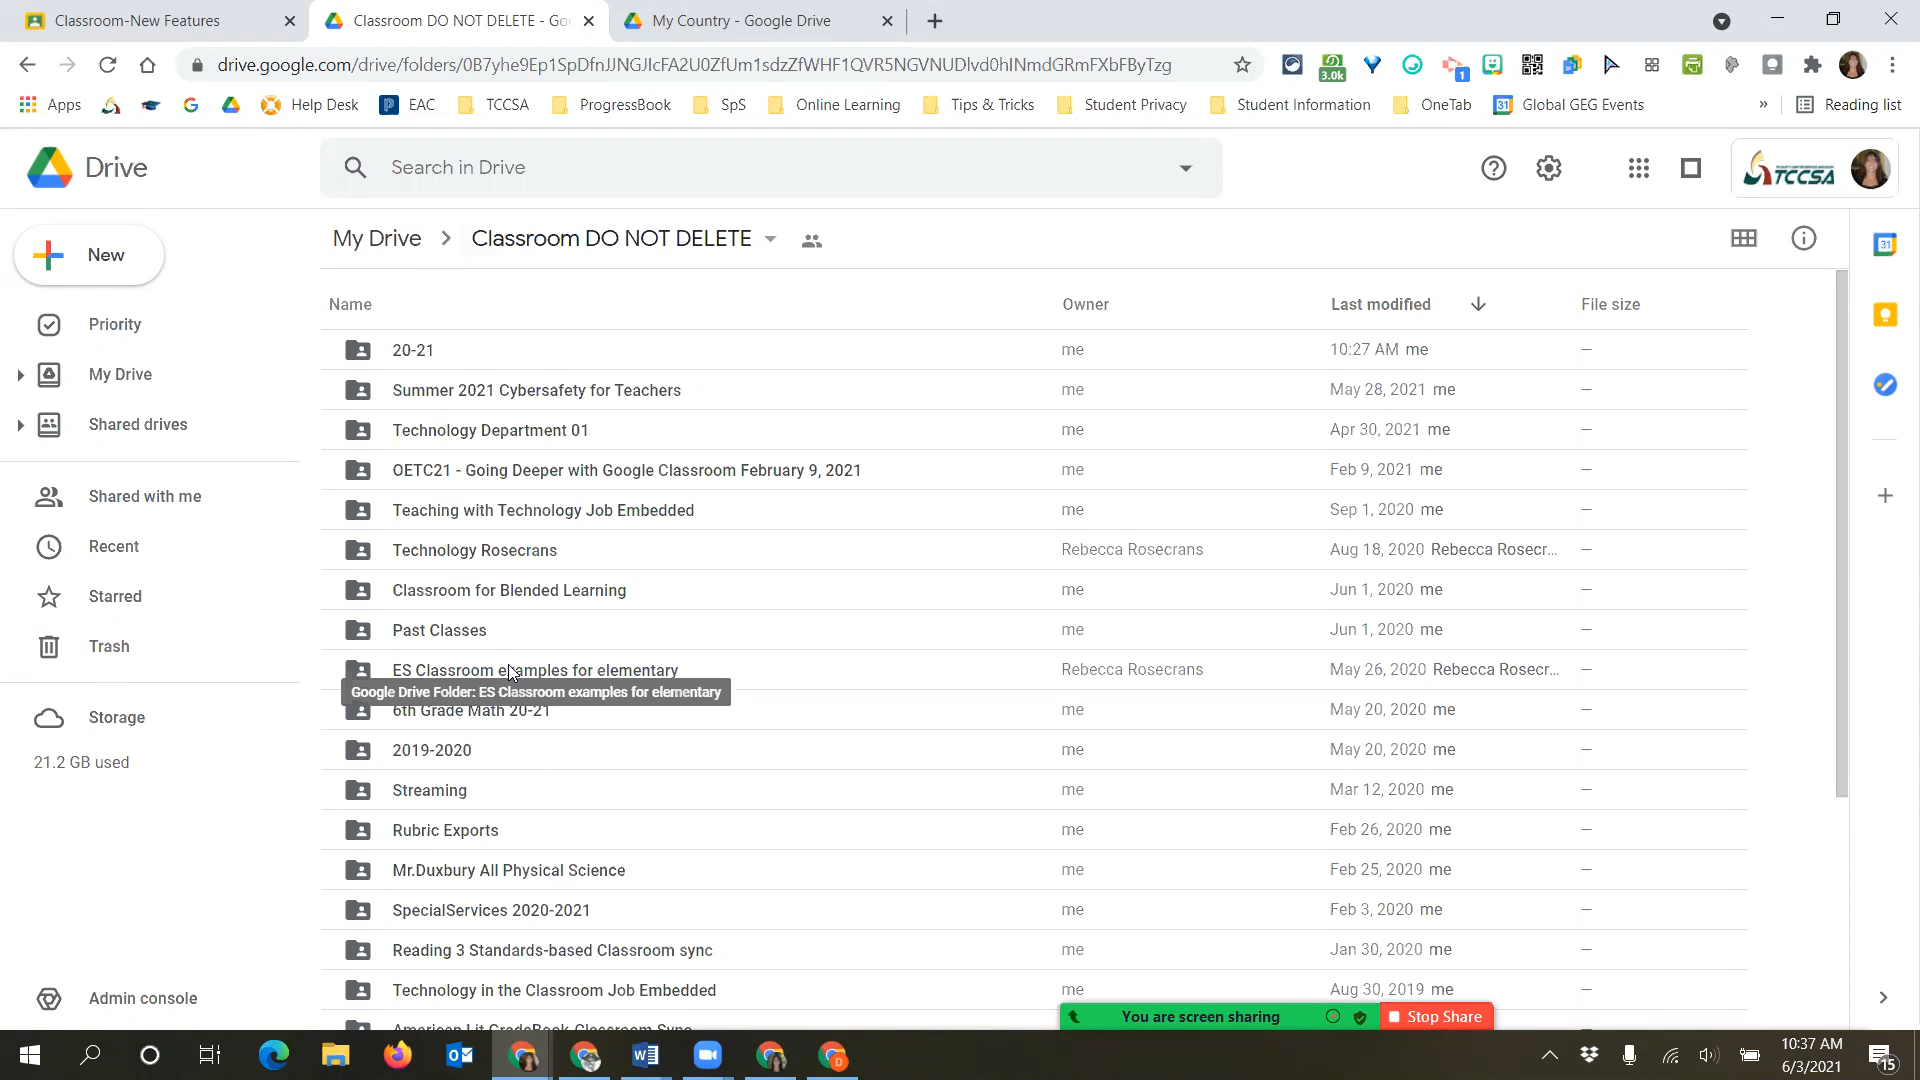 Classroom-New Features
Classroom DO NOT DELETE - Go
My Country - Google Drive
drive.google.com/drive/folders/0B7yhe9Ep1SpDfnJJNGJIcFA2U0ZfUm1sdzZfWHF1QVR5NGVNUDlvd0hINmdGRmFXbFByTzg
3.0k
1
Apps
Help Desk
EAC
TCCSA
ProgressBook
SpS
Online Learning
Tips & Tricks
Student Privacy
Student Information
OneTab
Global GEG Events
Reading list
Drive
Search in Drive
TCCSA
New
My Drive > Classroom DO NOT DELETE
Name Owner Last modified File size
Priority
My Drive
Shared drives
Shared with me
Recent
Starred
Trash
Storage
21.2 GB used
Admin console
20-21 me 10:27 AM me —
Summer 2021 Cybersafety for Teachers me May 28, 2021 me —
Technology Department 01 me Apr 30, 2021 me —
OETC21 - Going Deeper with Google Classroom February 9, 2021 me Feb 9, 2021 me —
Teaching with Technology Job Embedded me Sep 1, 2020 me —
Technology Rosecrans Rebecca Rosecrans Aug 18, 2020 Rebecca Rosecr... —
Classroom for Blended Learning me Jun 1, 2020 me —
Past Classes me Jun 1, 2020 me —
ES Classroom examples for elementary Rebecca Rosecrans May 26, 2020 Rebecca Rosecr... —
Google Drive Folder: ES Classroom examples for elementary
6th Grade Math 20-21 me May 20, 2020 me —
2019-2020 me May 20, 2020 me —
Streaming me Mar 12, 2020 me —
Rubric Exports me Feb 26, 2020 me —
Mr.Duxbury All Physical Science me Feb 25, 2020 me —
SpecialServices 2020-2021 me Feb 3, 2020 me —
Reading 3 Standards-based Classroom sync me Jan 30, 2020 me —
Technology in the Classroom Job Embedded me Aug 30, 2019 me —
American Lit GradeBook Classroom Sync
31
31
You are screen sharing
Stop Share
10:37 AM
6/3/2021
15